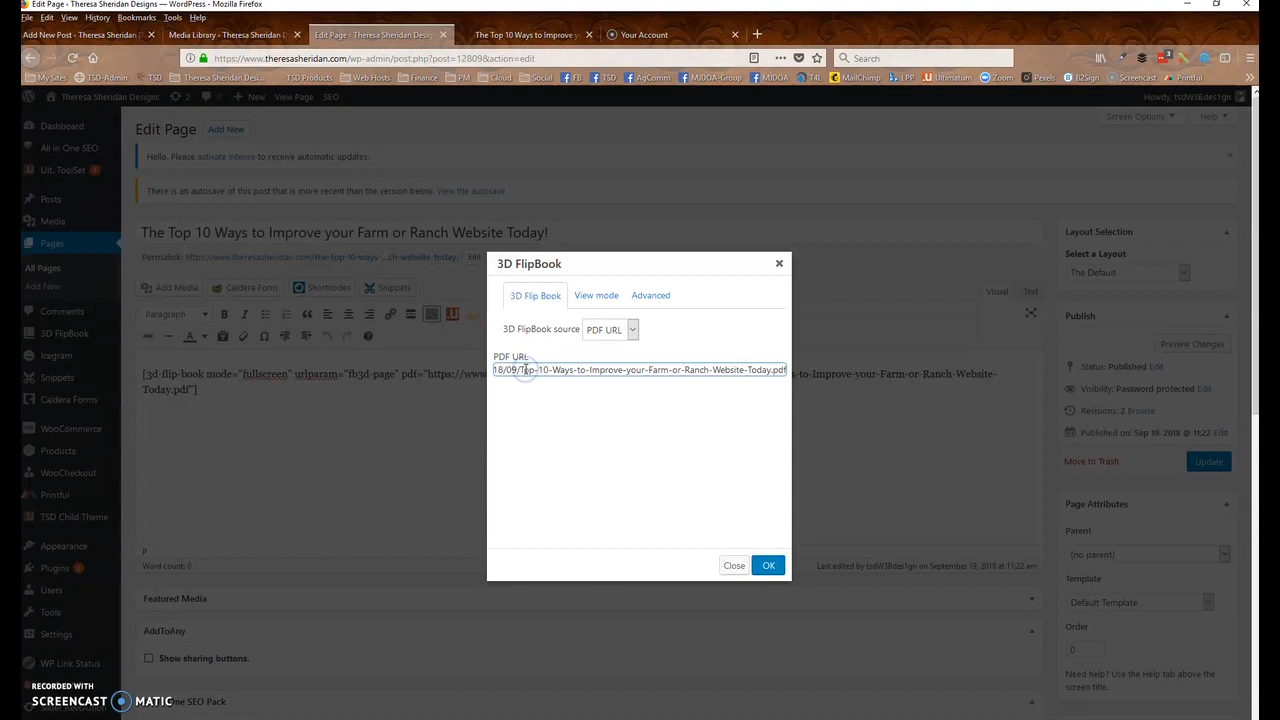 Edit Page ‹ Theresa Sheridan Designs — WordPress - Mozilla Firefox
File Edit View History Bookmarks Tools Help
Add New Post ‹ Theresa Sheridan D
Media Library ‹ Theresa Sheridan
Edit Page ‹ Theresa Sheridan Design
The Top 10 Ways to Improve y
Your Account
https://www.theresasheridan.com/wp-admin/post.php?post=12809&action=edit
Search
My Sites TSD-Admin TSD Theresa Sheridan Desi TSD Products Web Hosts Finance PM Cloud Social FB TSD AgComm MJDOA-Group MJDOA T4L MailChimp LPP Ultimatum Zoom Pexels B2Sign Screencast Printful
Theresa Sheridan Designs 2 0 New View Page SEO Howdy, tsdW3Bdes1gn
Edit Page Add New
Screen Options Help
Hello. Please activate Intense to receive automatic updates.
There is an autosave of this post that is more recent than the version below. View the autosave
Dashboard
All in One SEO
Ult. ToolSet
Posts
Media
Pages
All Pages
Add New
Comments
3D FlipBook
Icegram
Snippets
Caldera Forms
WooCommerce
Products
WooCheckout
Printful
TSD Child Theme
Appearance
Plugins 2
Users
Tools
Settings
WP Link Status
The Top 10 Ways to Improve your Farm or Ranch Website Today!
Permalink: https://www.theresasheridan.com/the-top-10-ways-...ch-website-today/ Edit
Add Media Caldera Form Shortcodes Snippets
Visual Text
Paragraph
[3d-flip-book mode="fullscreen" urlparam="fb3d-page" pdf="https://www s-to-Improve-your-Farm-or-Ranch-Website-
Today.pdf"]
P
Word count: 0
Last edited by tsdW3Bdes1gn on September 19, 2018 at 11:22 am
Featured Media
AddToAny
Show sharing buttons.
One SEO Pack
3D FlipBook
3D Flip Book View mode Advanced
3D FlipBook source PDF URL
PDF URL
18/09/Top-10-Ways-to-Improve-your-Farm-or-Ranch-Website-Today.pdf
Close OK
Layout Selection
Select a Layout
The Default
Publish
Preview Changes
Status: Published Edit
Visibility: Password protected Edit
Revisions: 2 Browse
Published on: Sep 19, 2018 @ 11:22 Edit
Move to Trash Update
Page Attributes
Parent
(no parent)
Template
Default Template
Order
0
Need help? Use the Help tab above the
screen title.
RECORDED WITH
SCREENCAST MATIC